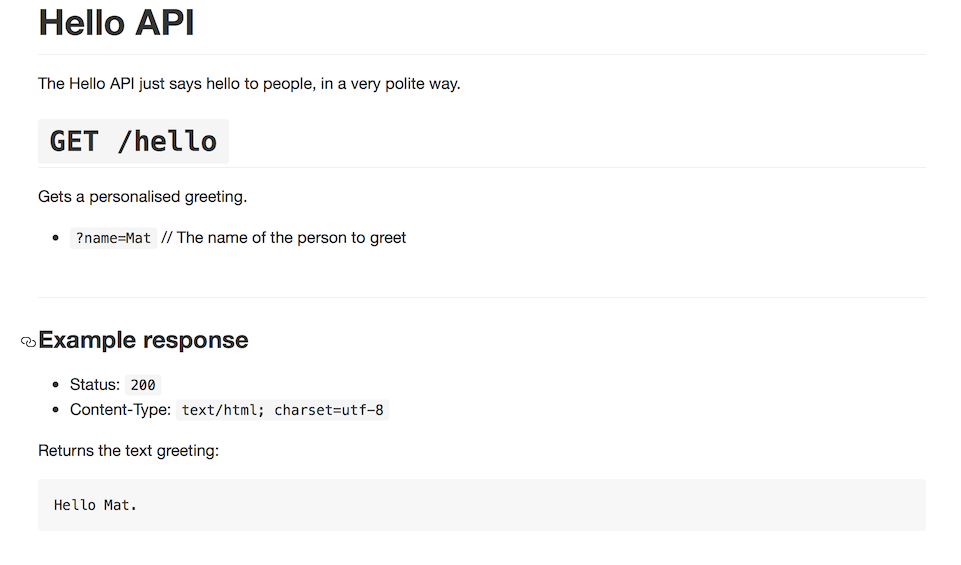 Hello API
The Hello API just says hello to people, in a very polite way.
GET /hello
Gets a personalised greeting.
• ?name=Mat // The name of the person to greet
Example response
• Status: 200
• Content-Type: text/html; charset=utf-8
Returns the text greeting:
Hello Mat.